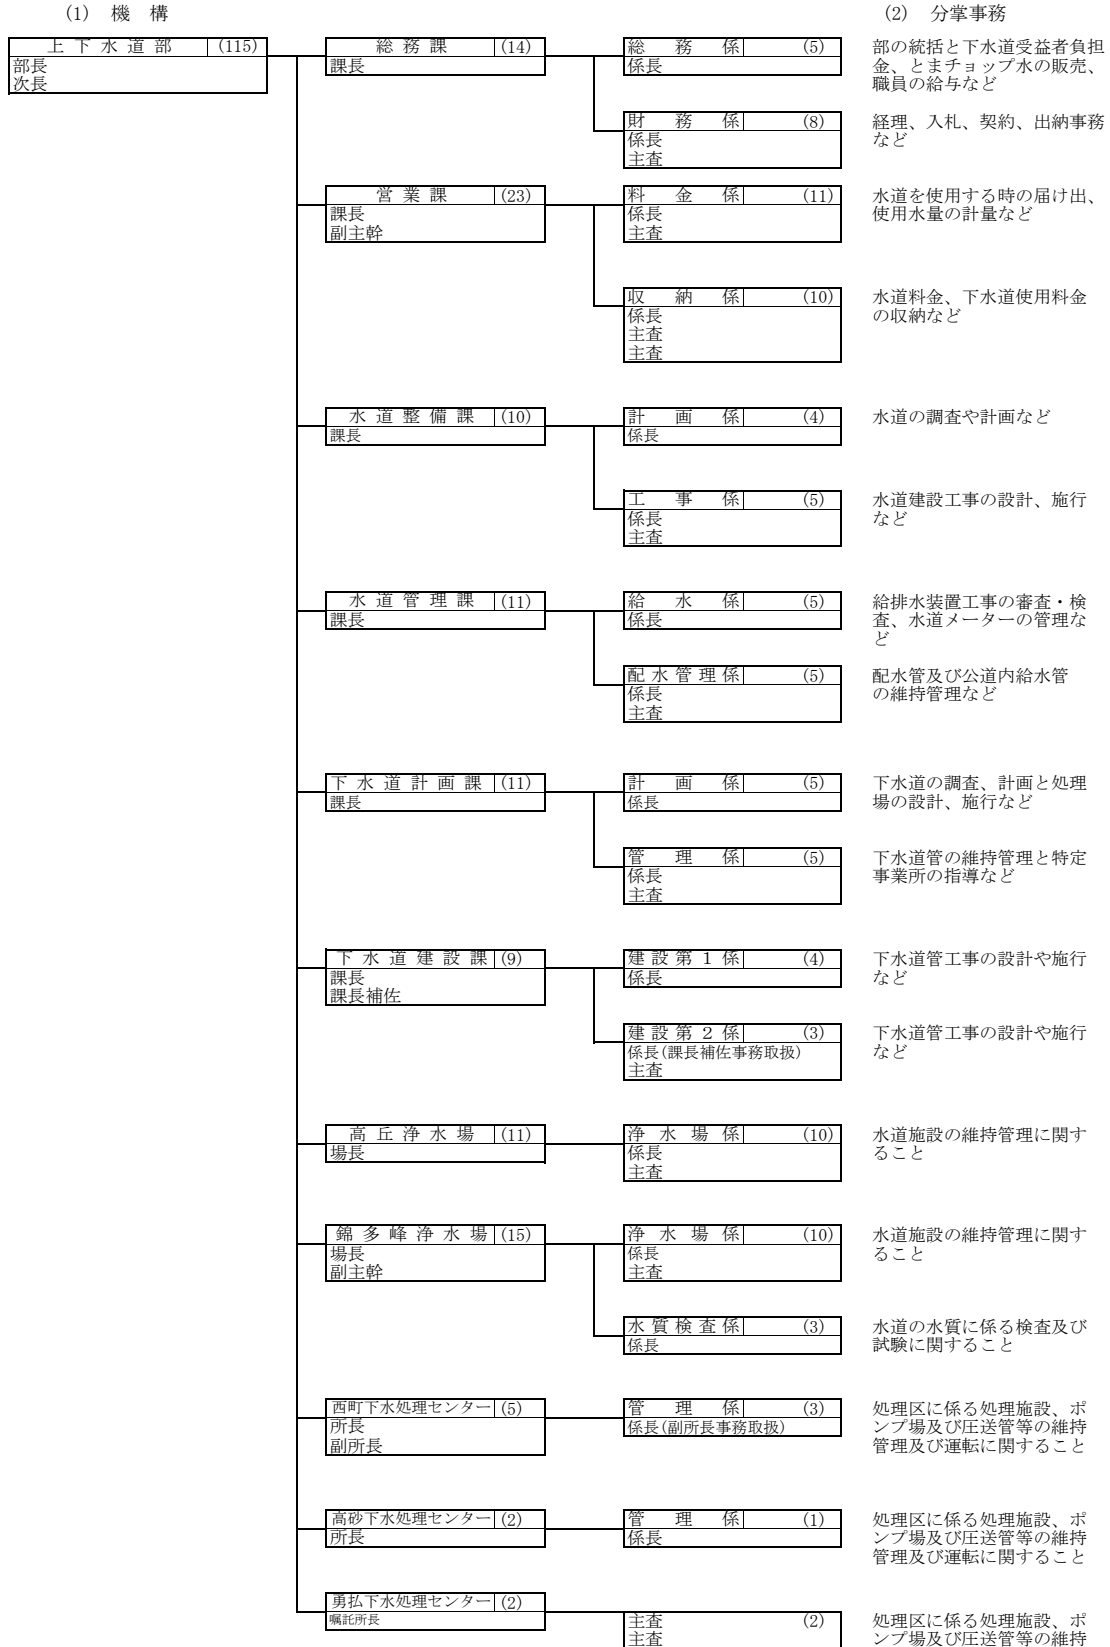 (1) 機 構
(2) 分掌事務
上下水道部 (115)
部長
次長
総務課 (14)
課長
総務係 (5)
係長
部の統括と下水道受益者負担
金、とまチョップ水の販売、
職員の給与など
財務係 (8)
係長
主査
経理、入札、契約、出納事務
など
営業課 (23)
課長
副主幹
料金係 (11)
係長
主査
水道を使用する時の届け出、
使用水量の計量など
収納係 (10)
係長
主査
主査
水道料金、下水道使用料金
の収納など
水道整備課 (10)
課長
計画係 (4)
係長
水道の調査や計画など
工事係 (5)
係長
主査
水道建設工事の設計、施行
など
水道管理課 (11)
課長
給水係 (5)
係長
給排水装置工事の審査・検
査、水道メーターの管理な
ど
配水管理係 (5)
係長
主査
配水管及び公道内給水管
の維持管理など
下水道計画課 (11)
課長
計画係 (5)
係長
下水道の調査、計画と処理
場の設計、施行など
管理係 (5)
係長
主査
下水道管の維持管理と特定
事業所の指導など
下水道建設課 (9)
課長
課長補佐
建設第1係 (4)
係長
下水道管工事の設計や施行
など
建設第2係 (3)
係長(課長補佐事務取扱)
主査
下水道管工事の設計や施行
など
高丘浄水場 (11)
場長
浄水場係 (10)
係長
主査
水道施設の維持管理に関す
ること
錦多峰浄水場 (15)
場長
副主幹
浄水場係 (10)
係長
主査
水道施設の維持管理に関す
ること
水質検査係 (3)
係長
水道の水質に係る検査及び
試験に関すること
西町下水処理センター (5)
所長
副所長
管理係 (3)
係長(副所長事務取扱)
処理区に係る処理施設、ポ
ンプ場及び圧送管等の維持
管理及び運転に関すること
高砂下水処理センター (2)
所長
管理係 (1)
係長
処理区に係る処理施設、ポ
ンプ場及び圧送管等の維持
管理及び運転に関すること
勇払下水処理センター (2)
嘱託所長
主査 (2)
主査
処理区に係る処理施設、ポ
ンプ場及び圧送管等の維持